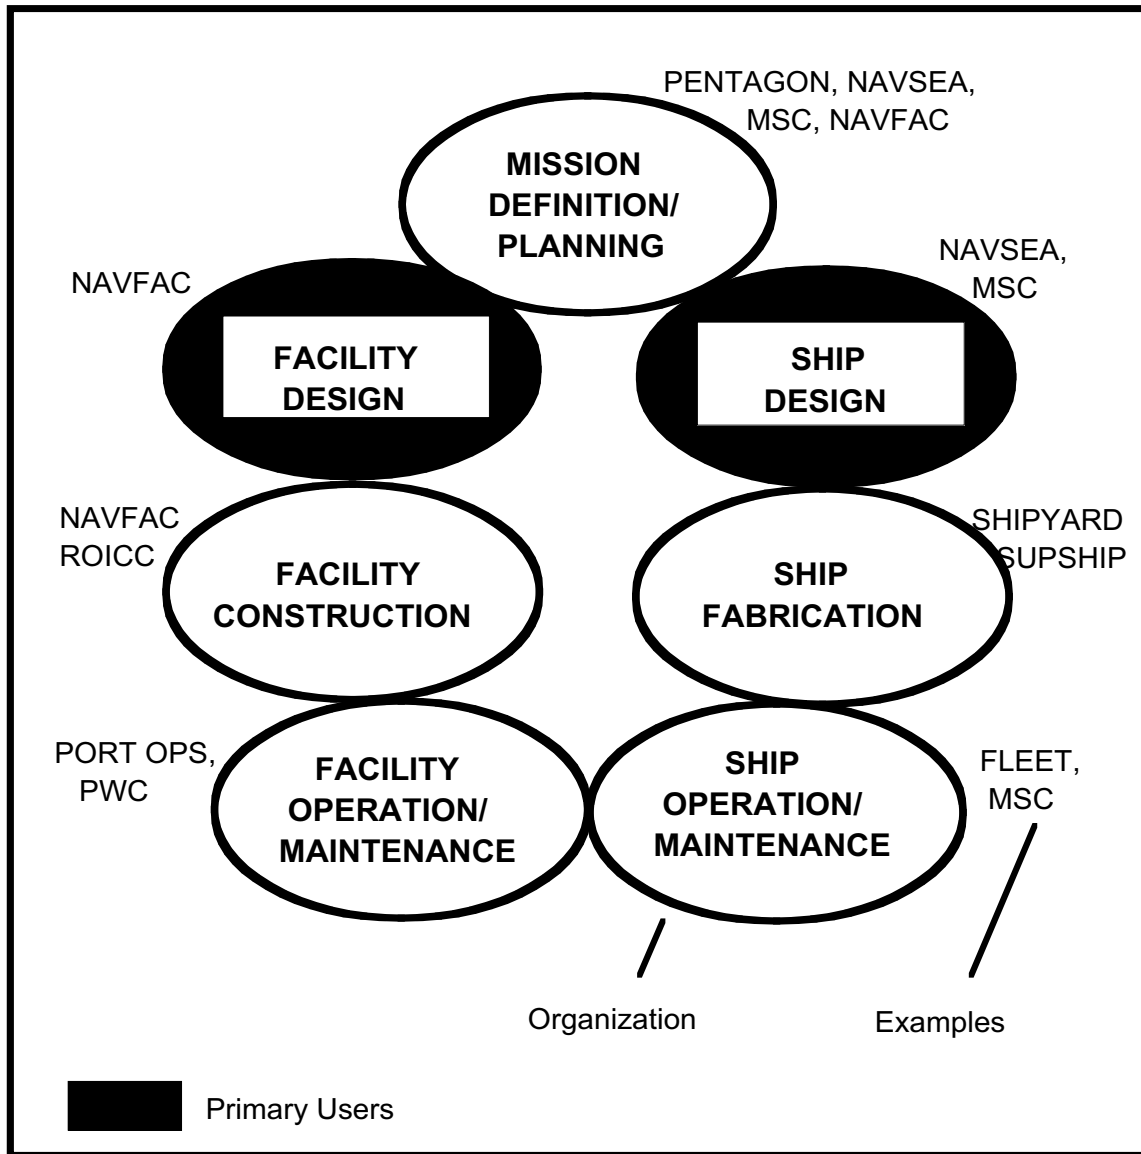 PENTAGON, NAVSEA,
MSC, NAVFAC
MISSION
DEFINITION/
PLANNING
NAVFAC
NAVSEA,
MSC
FACILITY
DESIGN
SHIP
DESIGN
NAVFAC
ROICC
SHIPYARD
SUPSHIP
FACILITY
CONSTRUCTION
SHIP
FABRICATION
PORT OPS,
PWC
FACILITY
OPERATION/
MAINTENANCE
SHIP
OPERATION/
MAINTENANCE
FLEET,
MSC
Organization
Examples
Primary Users